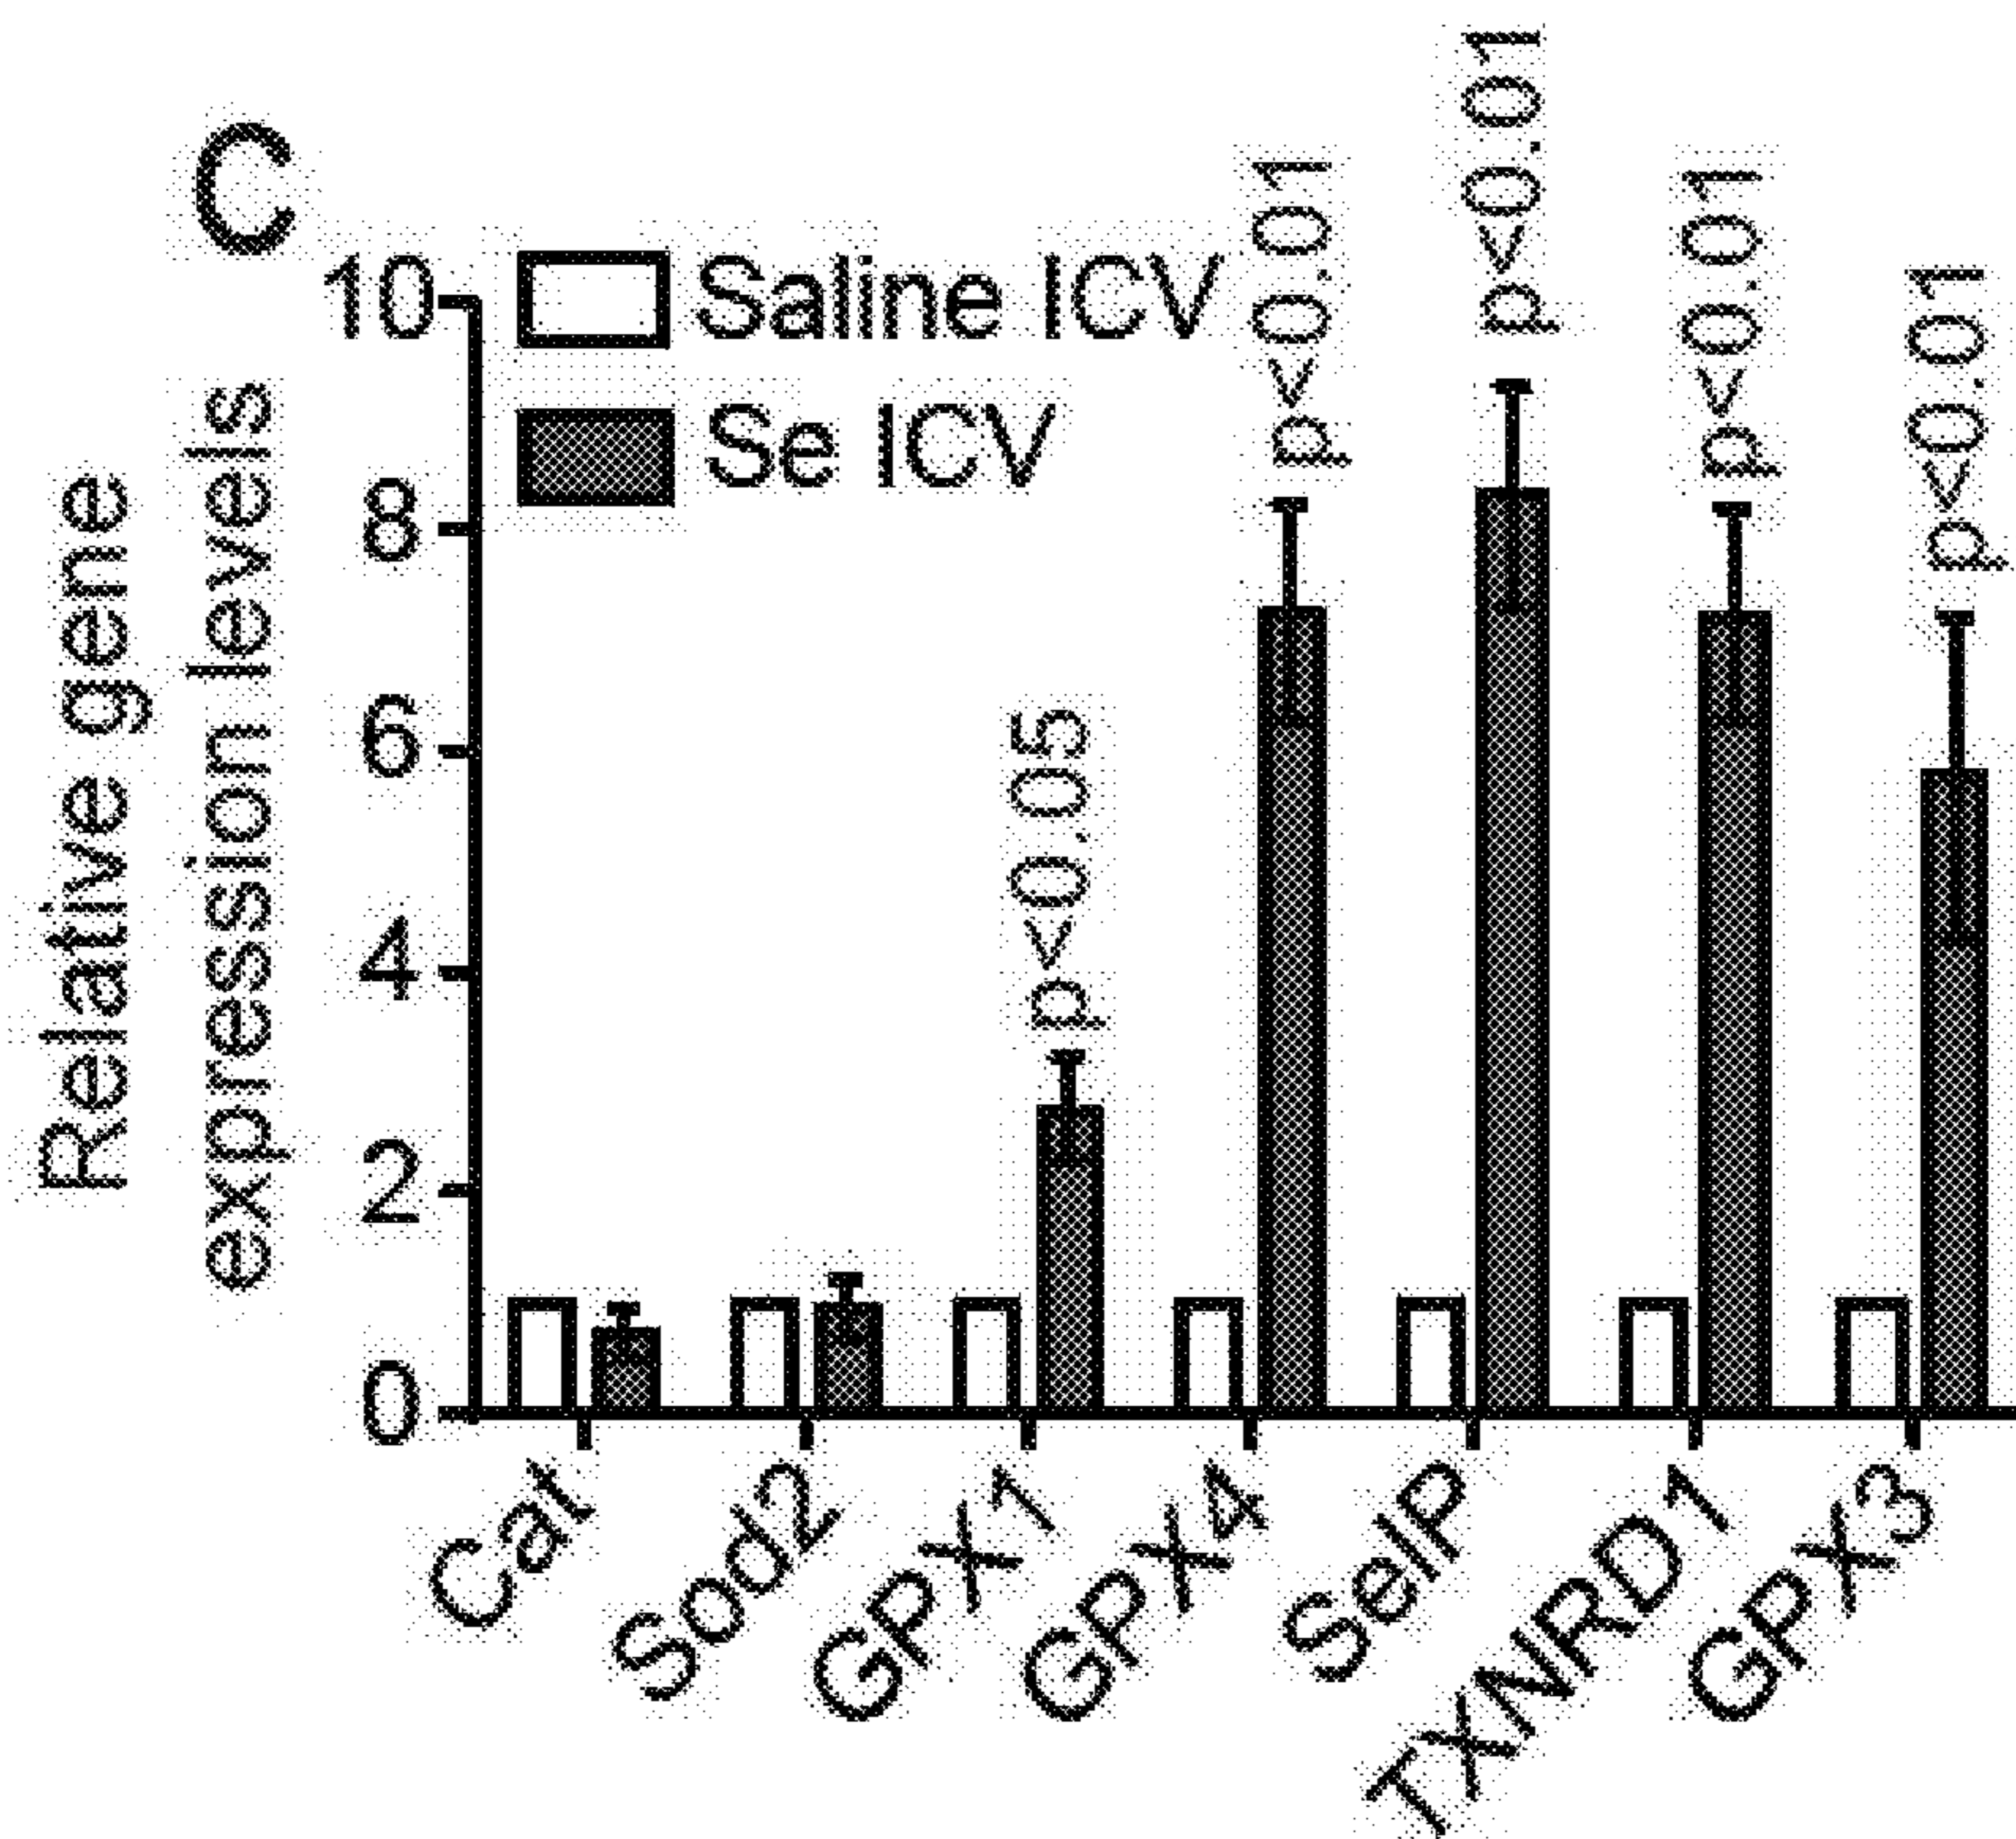 C
Relative gene
expression levels
10
8
6
4
2
0
Saline ICV
Se ICV
p<0.05
p<0.01
p<0.01
p<0.01
p<0.01
Cat
Sod2
GPX1
GPX4
SelP
TXNRD1
GPX3